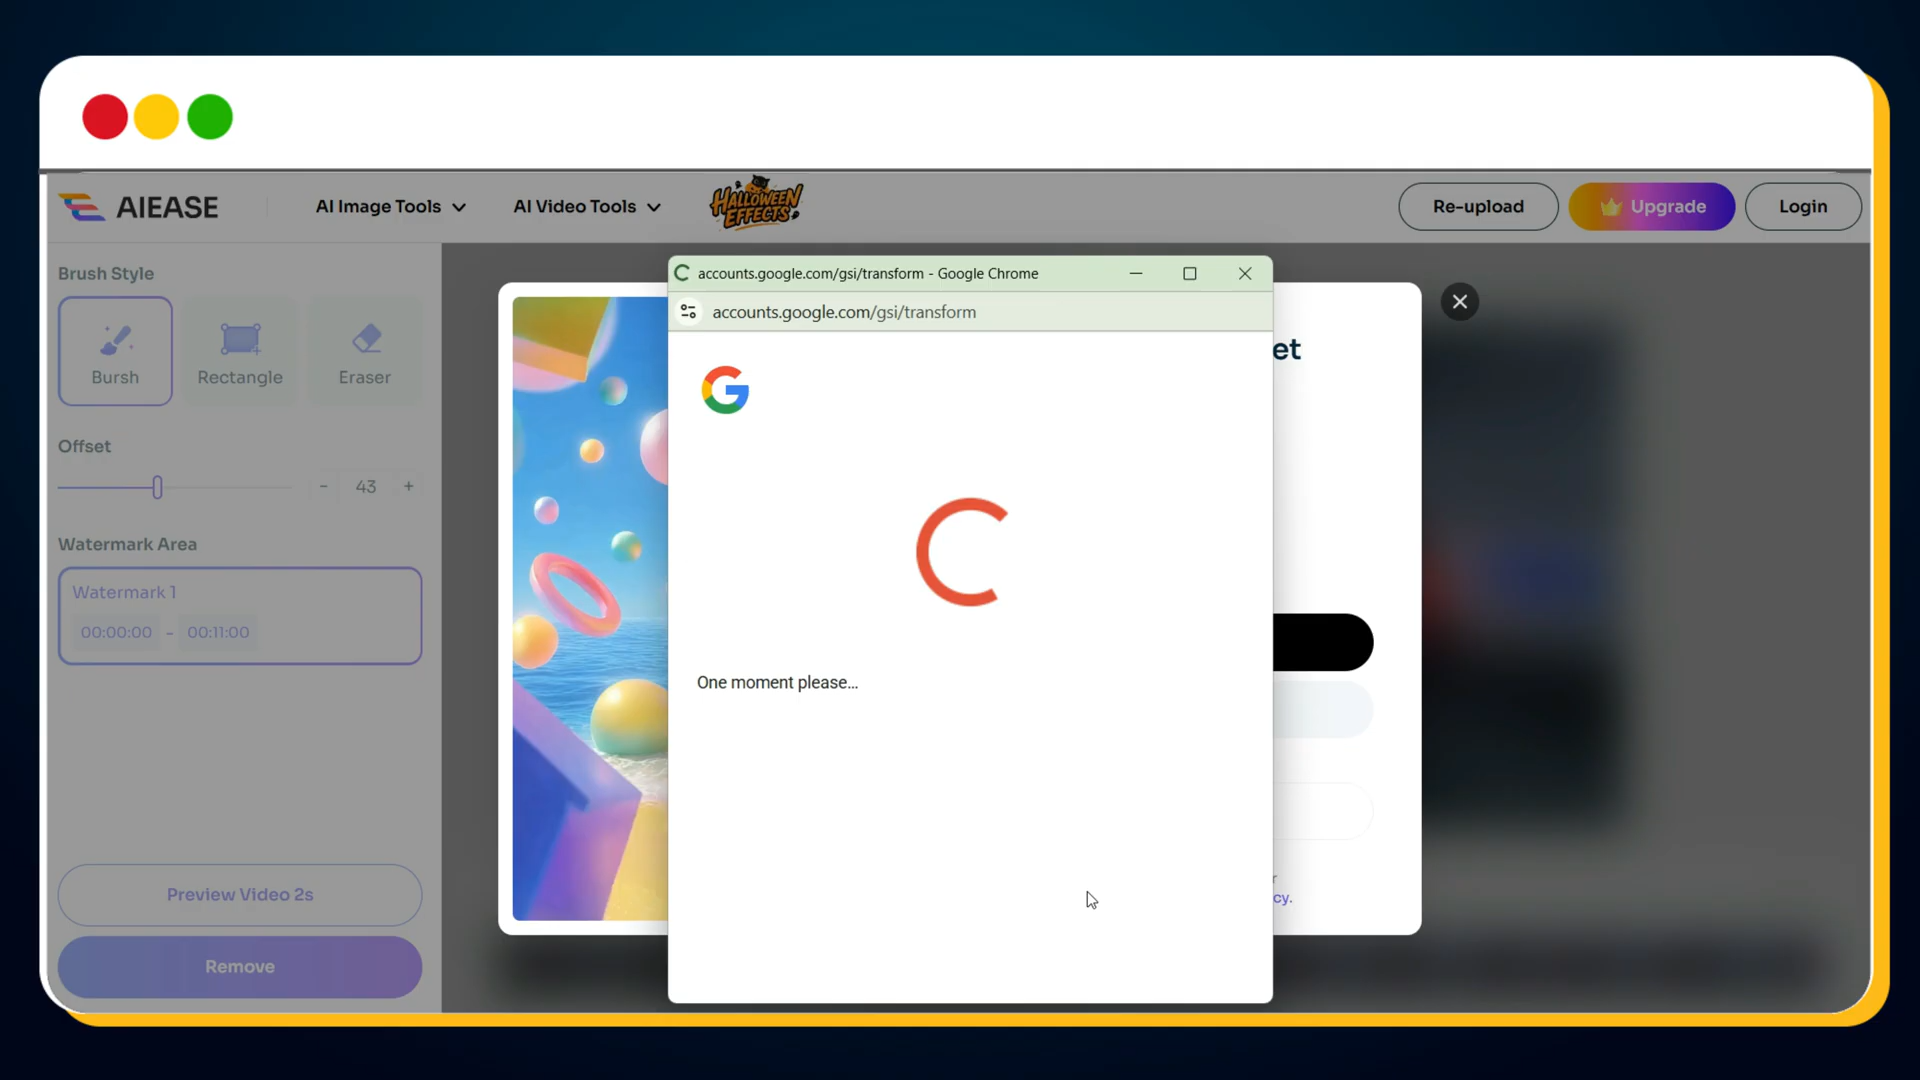 AIEASE
AI Image Tools
AI Video Tools
HALLOWEEN
EFFECTS
Re-upload
Upgrade
Login
Brush Style
Bursh
Rectangle
Eraser
Offset
- 43 +
Watermark Area
Watermark 1
00:00:00 - 00:11:00
Preview Video 2s
Remove
accounts.google.com/gsi/transform - Google Chrome
accounts.google.com/gsi/transform
One moment please...
et
r
cy.